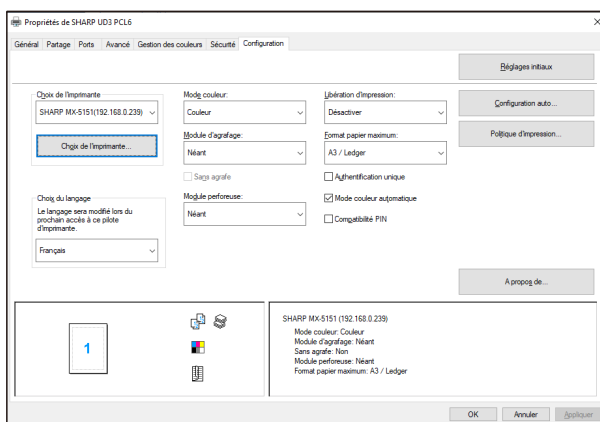 Propriétés de SHARP UD3 PCL6
Général Partage Ports Avancé Gestion des couleurs Sécurité Configuration
Réglages initiaux
Choix de l'imprimante
SHARP MX-5151(192.168.0.239)
Choix de l'imprimante...
Mode couleur:
Couleur
Libération d'impression:
Désactiver
Configuration auto...
Module d'agrafage:
Néant
Format papier maximum:
A3 / Ledger
Politique d'impression...
Sans agrafe
Authentification unique
Choix du langage
Le langage sera modifié lors du
prochain accès à ce pilote
d'imprimante.
Français
Module perforeuse:
Néant
Mode couleur automatique
Compatibilité PIN
A propos de...
1
SHARP MX-5151 (192.168.0.239)
Mode couleur: Couleur
Module d'agrafage: Néant
Sans agrafe: Non
Module perforeuse: Néant
Format papier maximum: A3 / Ledger
OK Annuler Appliquer